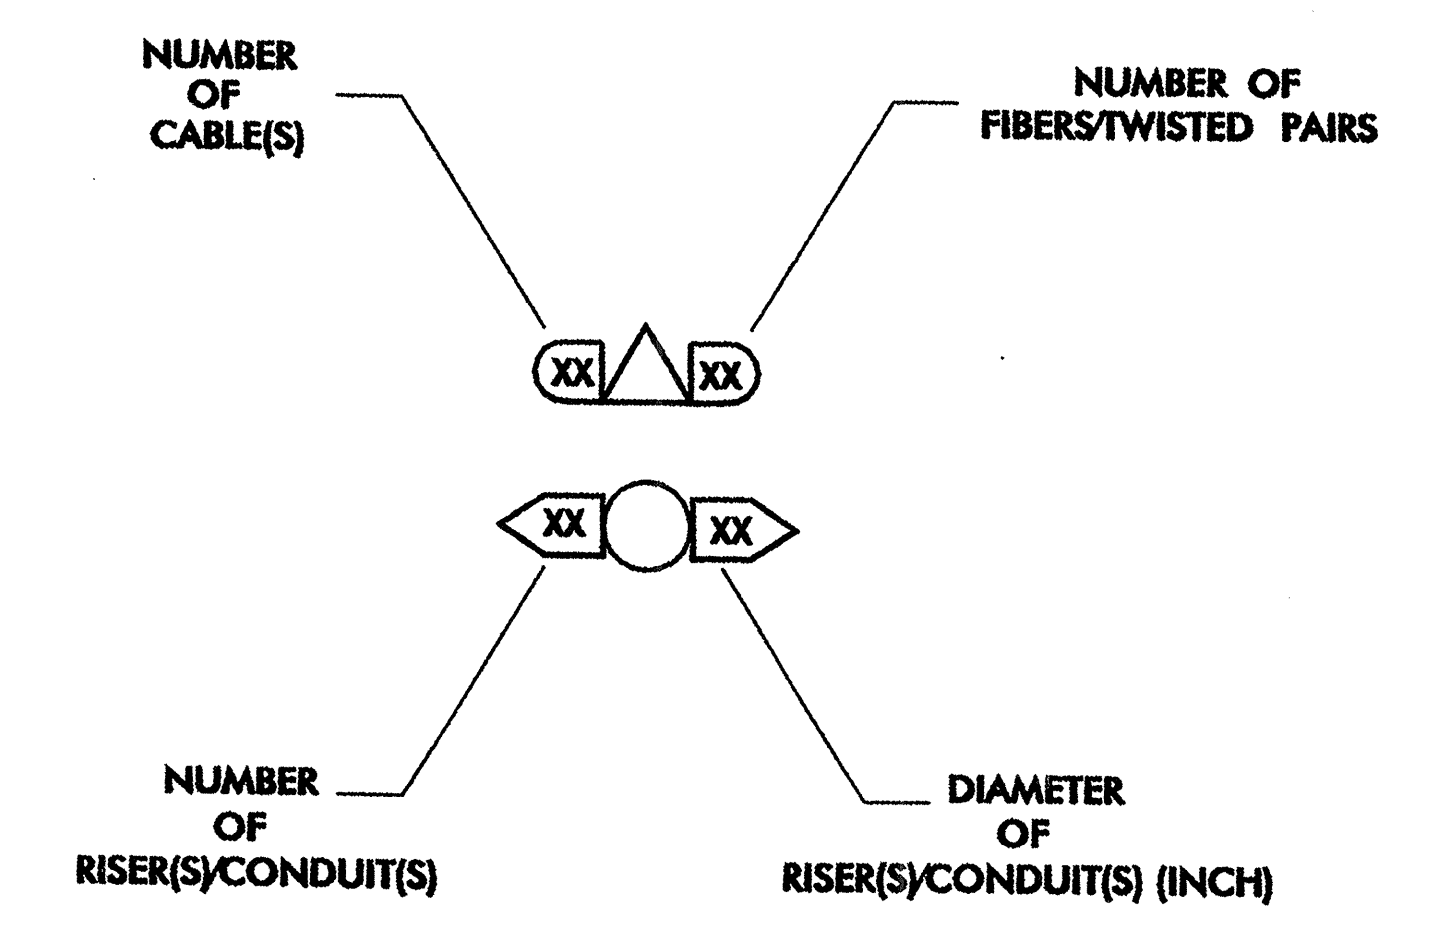 NUMBER
OF
CABLE(S)
NUMBER OF
FIBERS/TWISTED PAIRS
XX XX
XX XX
NUMBER
OF
RISER(S)/CONDUIT(S)
DIAMETER
OF
RISER(S)/CONDUIT(S) (INCH)